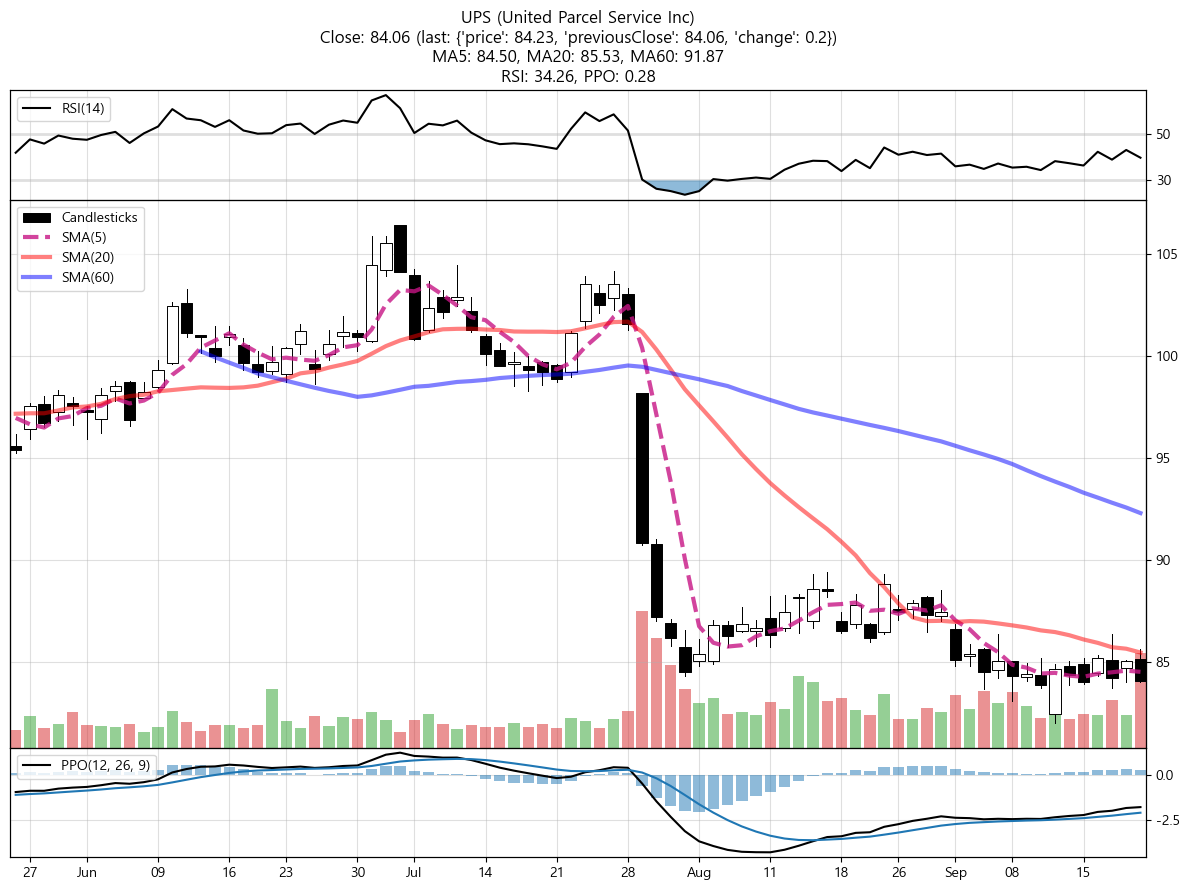 UPS (United Parcel Service Inc)
Close: 84.06 (last: {'price': 84.23, 'previousClose': 84.06, 'change': 0.2})
MA5: 84.50, MA20: 85.53, MA60: 91.87
RSI: 34.26, PPO: 0.28
RSI(14)
50
30
Candlesticks
SMA(5)
SMA(20)
SMA(60)
105
100
95
90
85
PPO(12, 26, 9)
0.0
-2.5
27 Jun 09 16 23 30 Jul 14 21 28 Aug 11 18 26 Sep 08 15